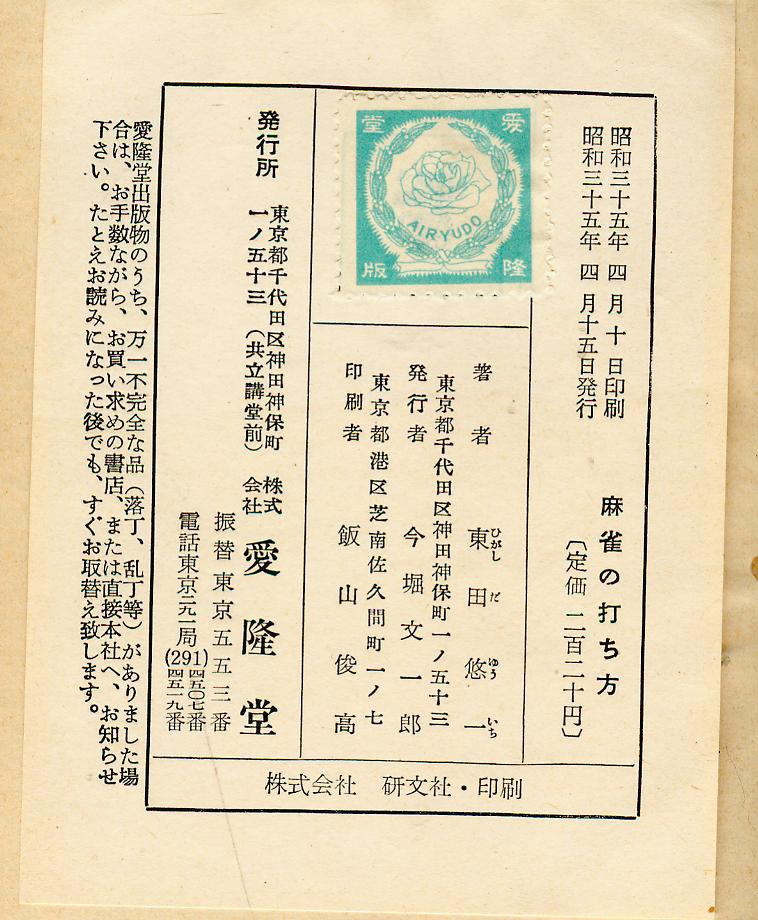 昭和三十五年 四月十日印刷
昭和三十五年 四月十五日発行
麻雀の打ち方
〔定価 二百二十円〕
愛隆
堂版
AIRYUDO
著者 東田悠一
ひがし だ ゆう いち
東京都千代田区神田神保町一ノ五十三
発行者 今堀文一郎
東京都港区芝南佐久間町一ノ七
印刷者 飯山俊高
発行所 東京都千代田区神田神保町
一ノ五十三 (共立講堂前)
株式
会社 愛隆堂
振替東京五五三番
電話東京二九一局(291)四五〇七番
四五一九番
株式会社 研文社・印刷
愛隆堂出版物のうち、万一不完全な品(落丁、乱丁等)がありました場
合は、お手数ながら、お買い求めの書店、または直接本社へ、お知らせ
下さい。たとえお読みになった後でも、すぐお取替え致します。